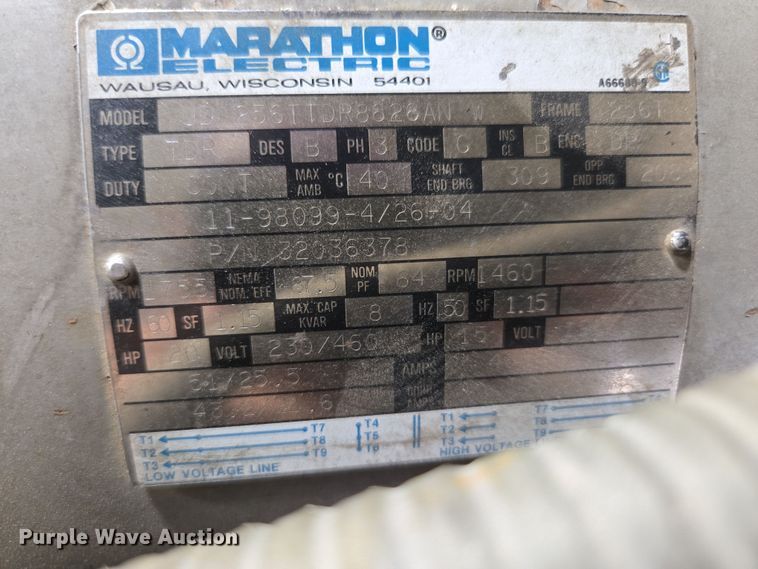 MARATHON®
ELECTRIC
WAUSAU, WISCONSIN 54401
MODEL FRAME
TYPE TDR DES B PH 3 CODE G INS CL B ENC DP
DUTY CONT MAX AMB °C 40 SHAFT END BRG 309 OPP END BRG
11-98099-4/26-04
P/N 32036378
RPM 1755 NEMA NOM. EFF 87.5 NOM PF 84 RPM 1460
HZ 60 SF 1.15 MAX. CAP KVAR 8 HZ 50 SF 1.15
HP 20 VOLT 230/460 HP 15 VOLT
51/25.5 AMPS
AMPS
T1 T7 T4 T1 T7
T2 T8 T5 T2 T8
T3 T9 T6 T3 T9
LOW VOLTAGE LINE HIGH VOLTAGE
Purple Wave Auction